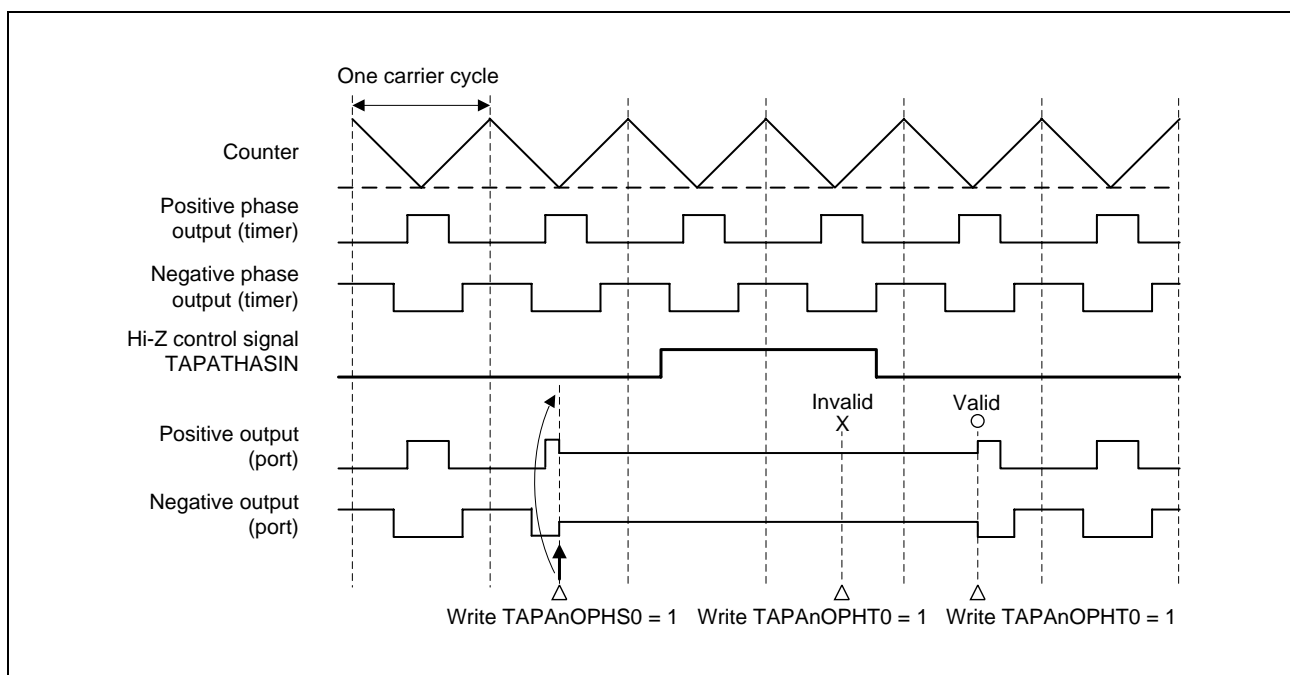 One carrier cycle
Counter
Positive phase
output (timer)
Negative phase
output (timer)
Hi-Z control signal
TAPATHASIN
Invalid
X
Valid
Positive output
(port)
Negative output
(port)
Write TAPAnOPHS0 = 1
Write TAPAnOPHT0 = 1
Write TAPAnOPHT0 = 1